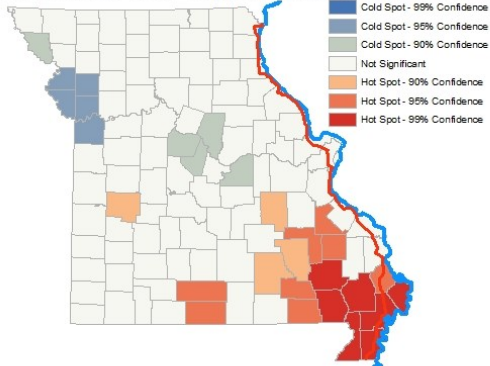 Cold Spot - 99% Confidence
Cold Spot - 95% Confidence
Cold Spot - 90% Confidence
Not Significant
Hot Spot - 90% Confidence
Hot Spot - 95% Confidence
Hot Spot - 99% Confidence